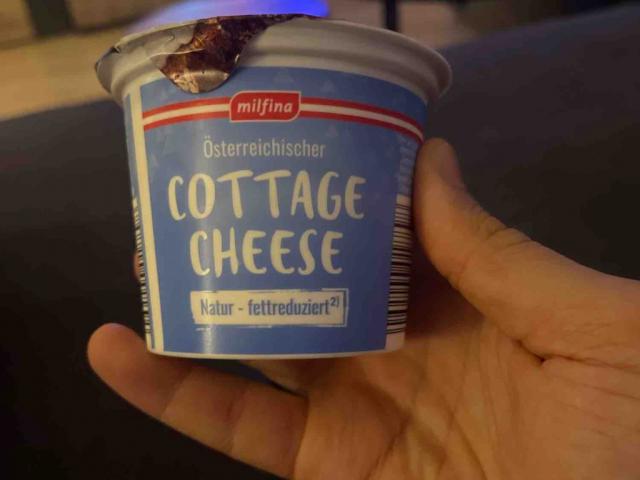 milfina
Österreichischer
COTTAGE
CHEESE
Natur - fettreduziert²⁾